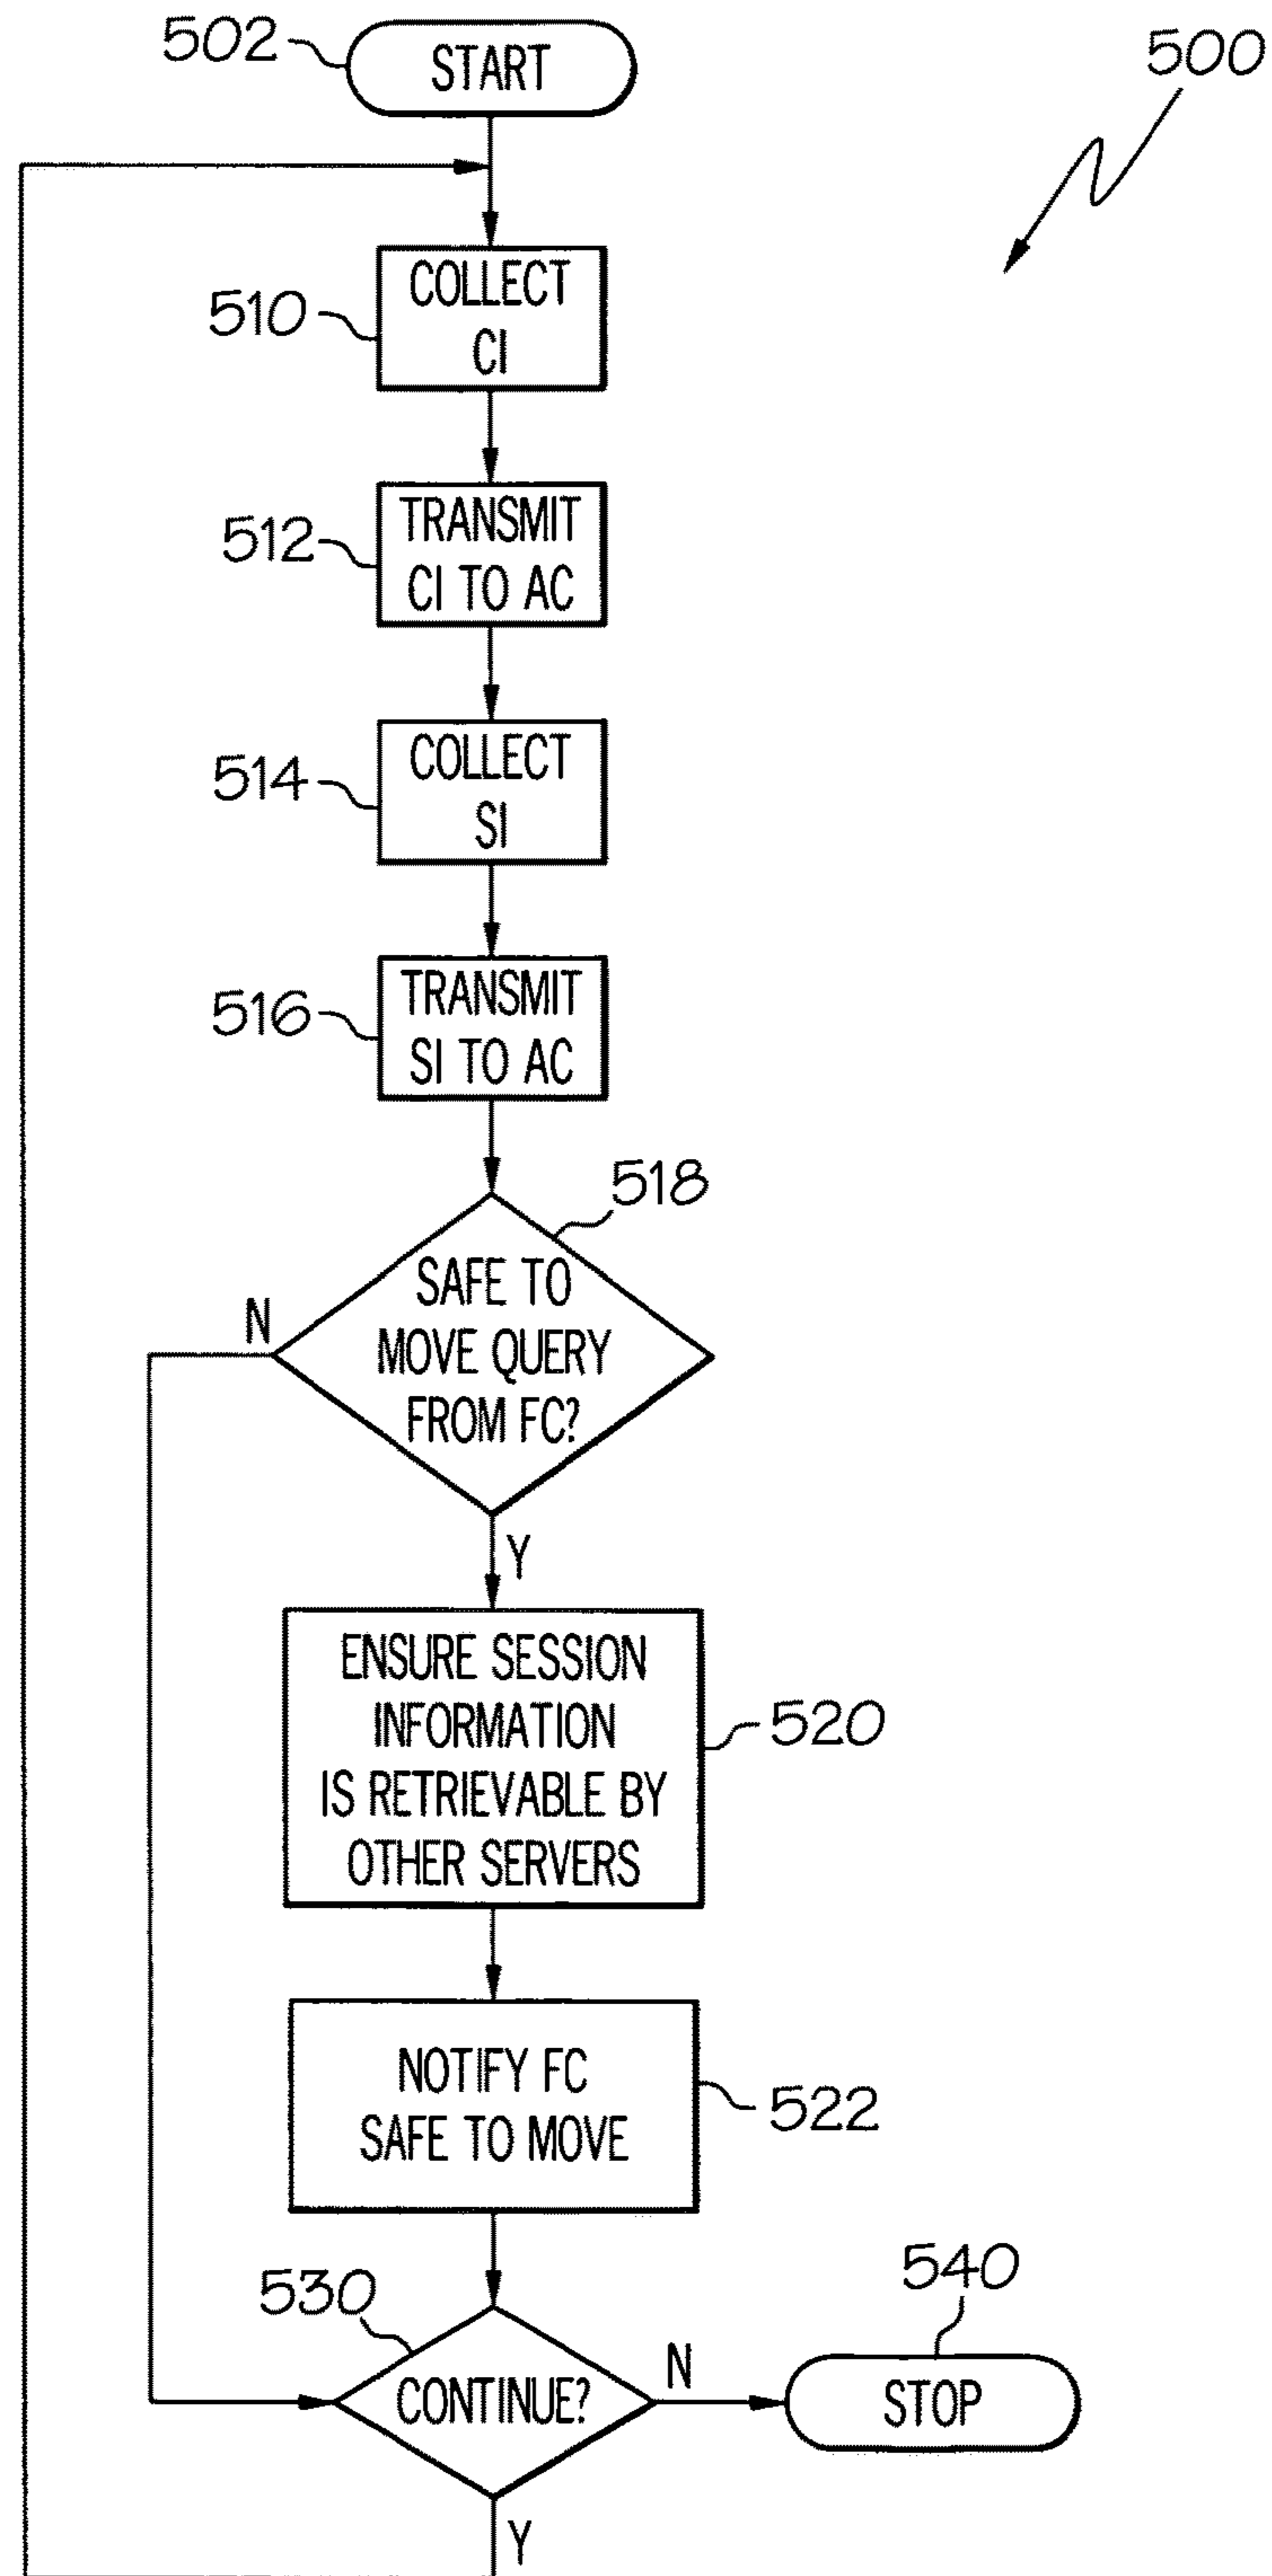 502
START
500
510
COLLECT
CI
512
TRANSMIT
CI TO AC
514
COLLECT
SI
516
TRANSMIT
SI TO AC
518
SAFE TO
MOVE QUERY
FROM FC?
N
Y
ENSURE SESSION
INFORMATION
IS RETRIEVABLE BY
OTHER SERVERS
520
NOTIFY FC
SAFE TO MOVE
522
530
CONTINUE?
N
540
STOP
Y